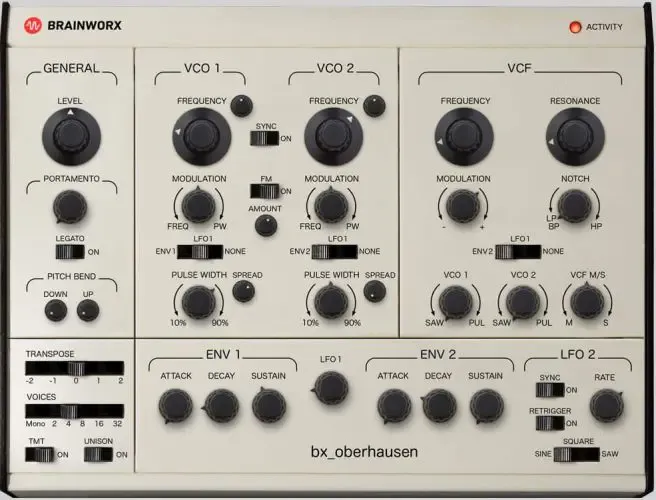 BRAINWORX
ACTIVITY
GENERAL
LEVEL
PORTAMENTO
LEGATO
ON
PITCH BEND
DOWN UP
VCO 1
VCO 2
FREQUENCY
FREQUENCY
SYNC
ON
MODULATION
FM
ON
MODULATION
AMOUNT
FREQ PW
FREQ PW
ENV1 LFO1 NONE
ENV2 LFO1 NONE
PULSE WIDTH SPREAD
PULSE WIDTH SPREAD
10% 90%
10% 90%
VCF
FREQUENCY
RESONANCE
MODULATION
NOTCH
- +
LP
BP HP
ENV2 LFO1 NONE
VCO 1 VCO 2 VCF M/S
SAW PUL SAW PUL M S
TRANSPOSE
-2 -1 0 1 2
VOICES
Mono 2 4 8 16 32
TMT UNISON
ON ON
ENV 1
ATTACK DECAY SUSTAIN
LFO1
ENV 2
ATTACK DECAY SUSTAIN
LFO 2
SYNC
ON
RATE
RETRIGGER
ON
SQUARE
SINE SAW
bx_oberhausen